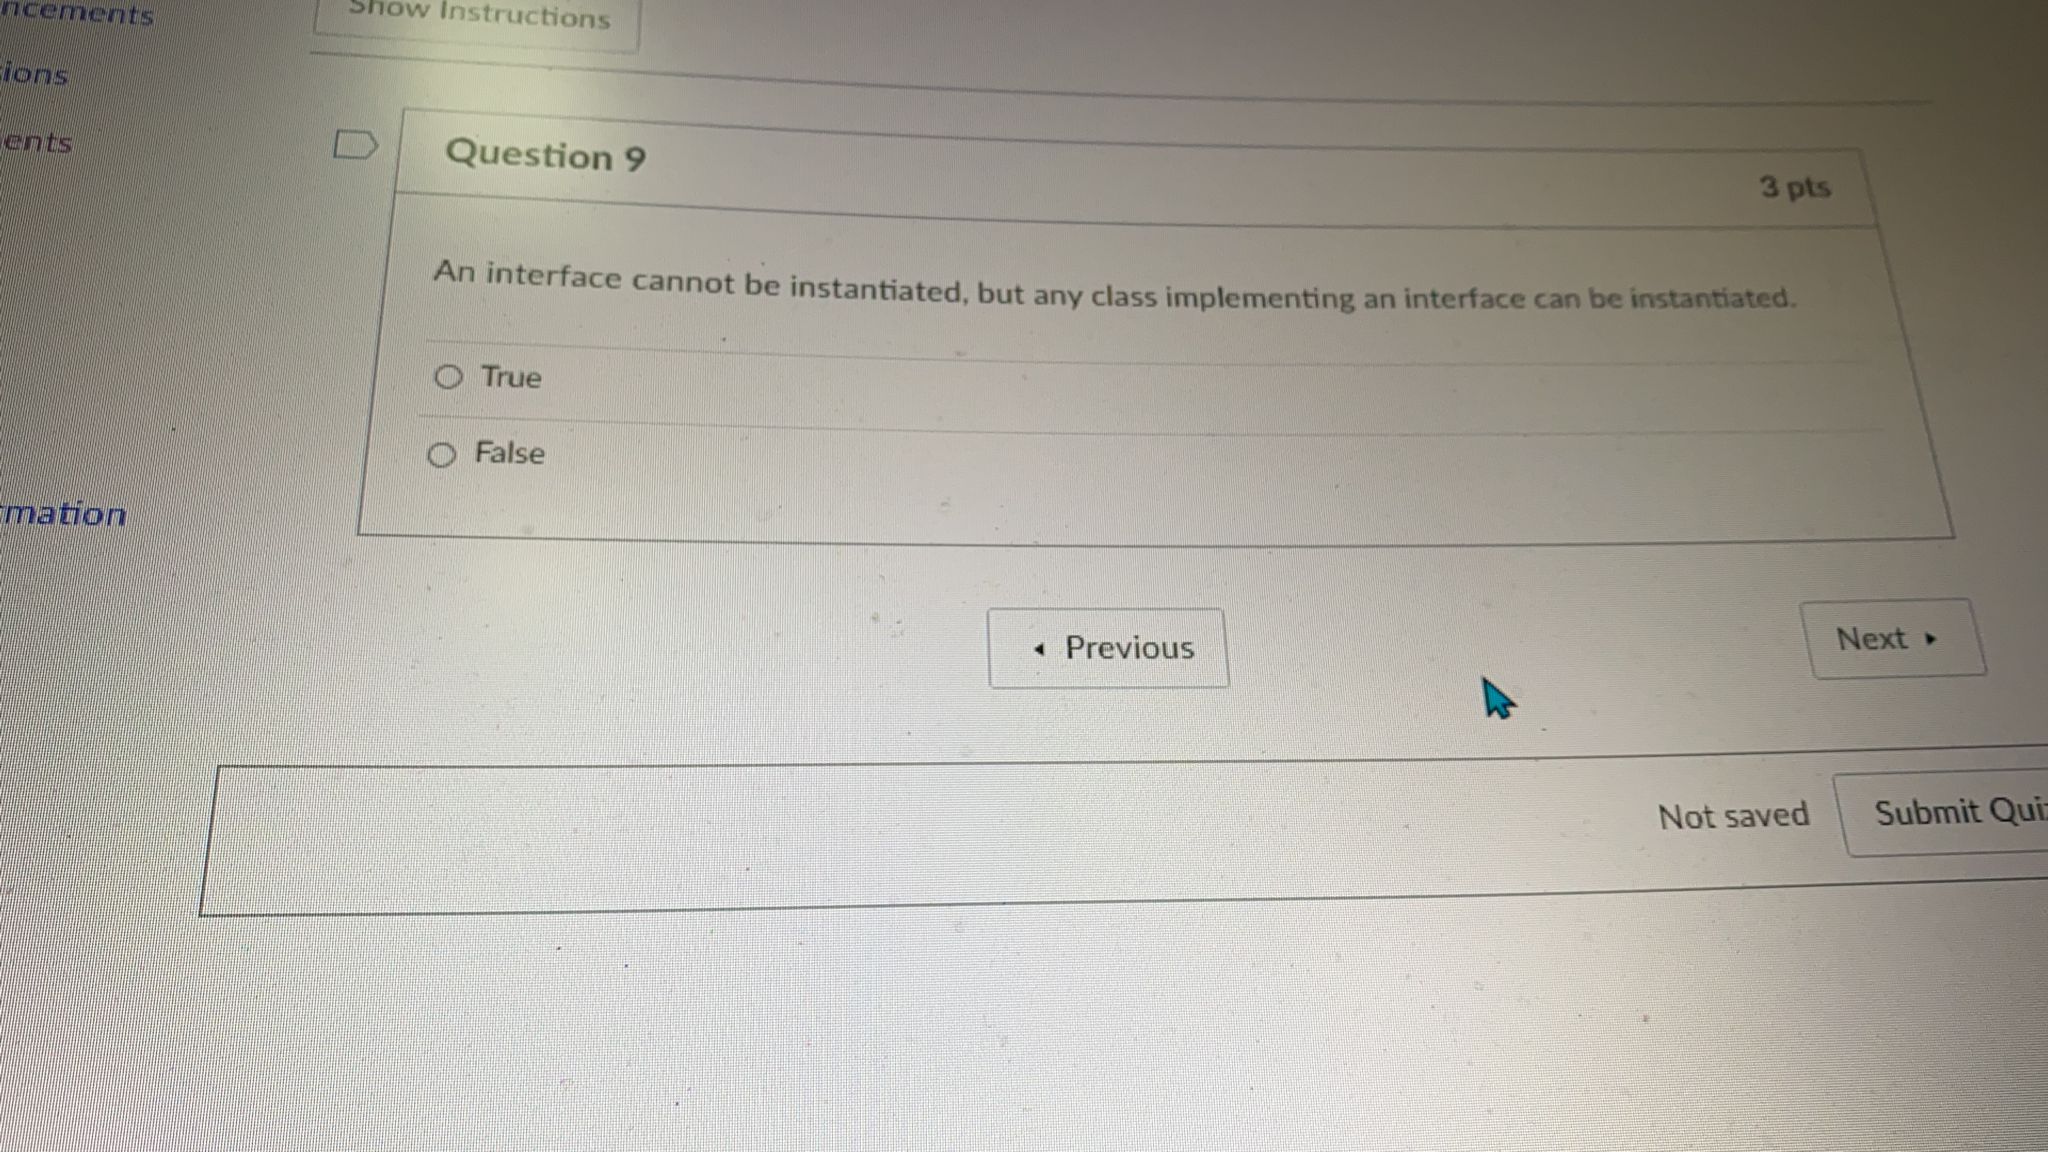 ncements
Show Instructions
ions
ents
Question 9
3 pts
An interface cannot be instantiated, but any class implementing an interface can be instantiated.
True
False
mation
◂ Previous
Next ▸
Not saved
Submit Qui